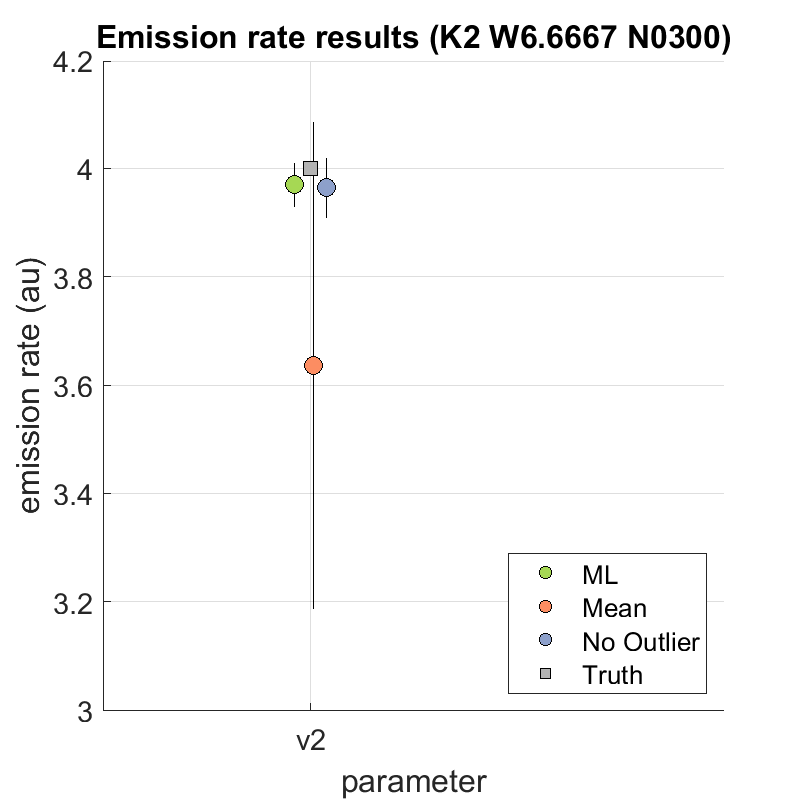 Emission rate results (K2 W6.6667 N0300)
4.2
4
3.8
3.6
3.4
3.2
3
emission rate (au)
v2
parameter
ML
Mean
No Outlier
Truth